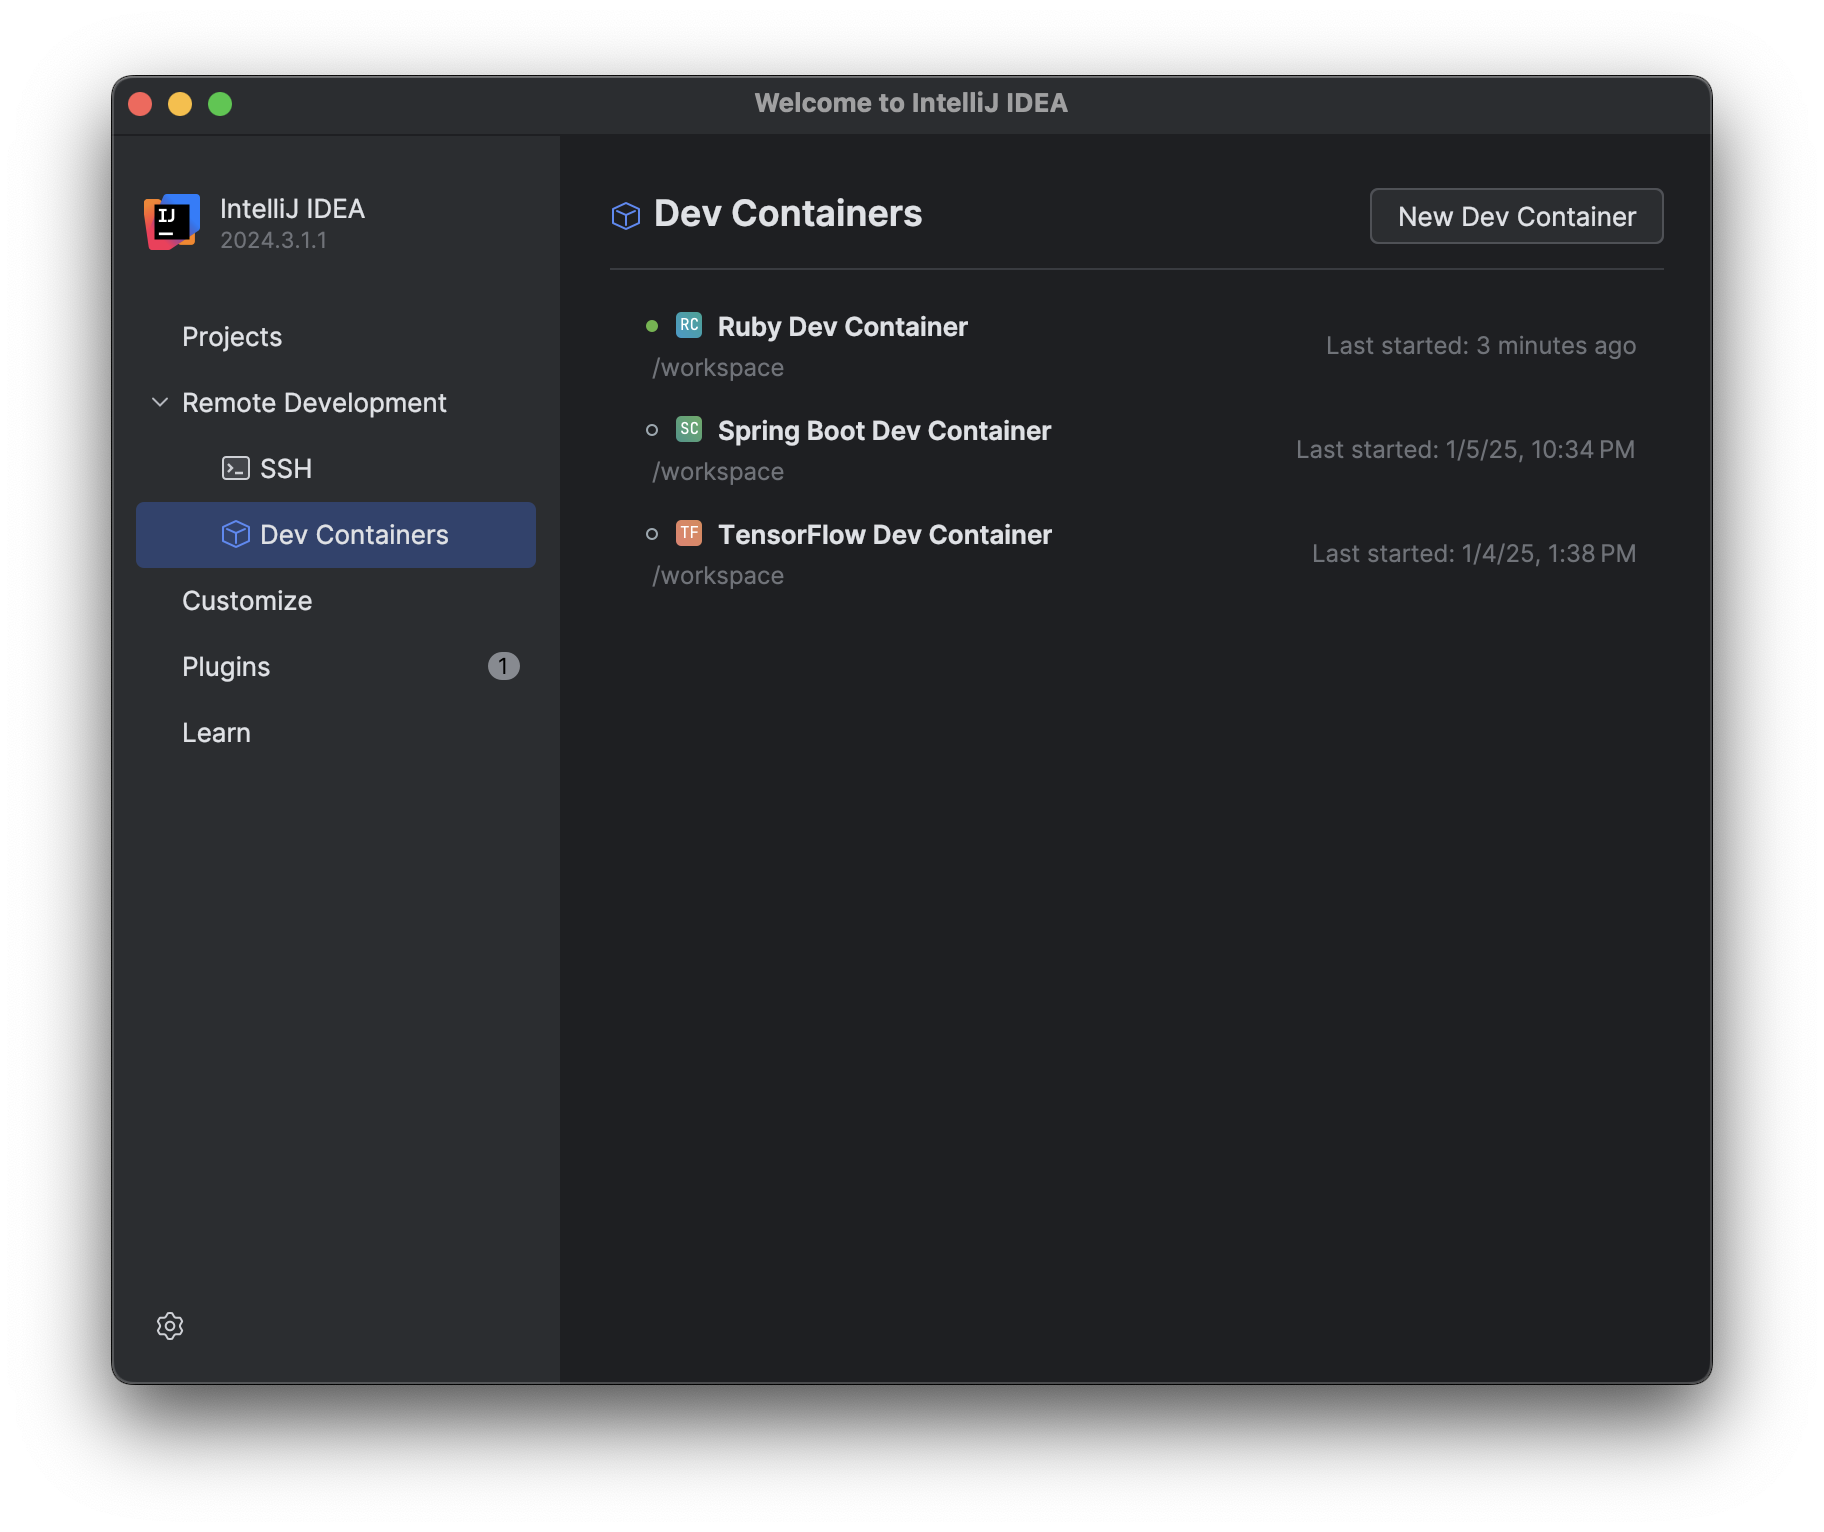 Welcome to IntelliJ IDEA
IJ
IntelliJ IDEA
2024.3.1.1
Projects
Remote Development
SSH
Dev Containers
Customize
Plugins 1
Learn
Dev Containers
New Dev Container
RC Ruby Dev Container
/workspace
Last started: 3 minutes ago
SC Spring Boot Dev Container
/workspace
Last started: 1/5/25, 10:34 PM
TF TensorFlow Dev Container
/workspace
Last started: 1/4/25, 1:38 PM